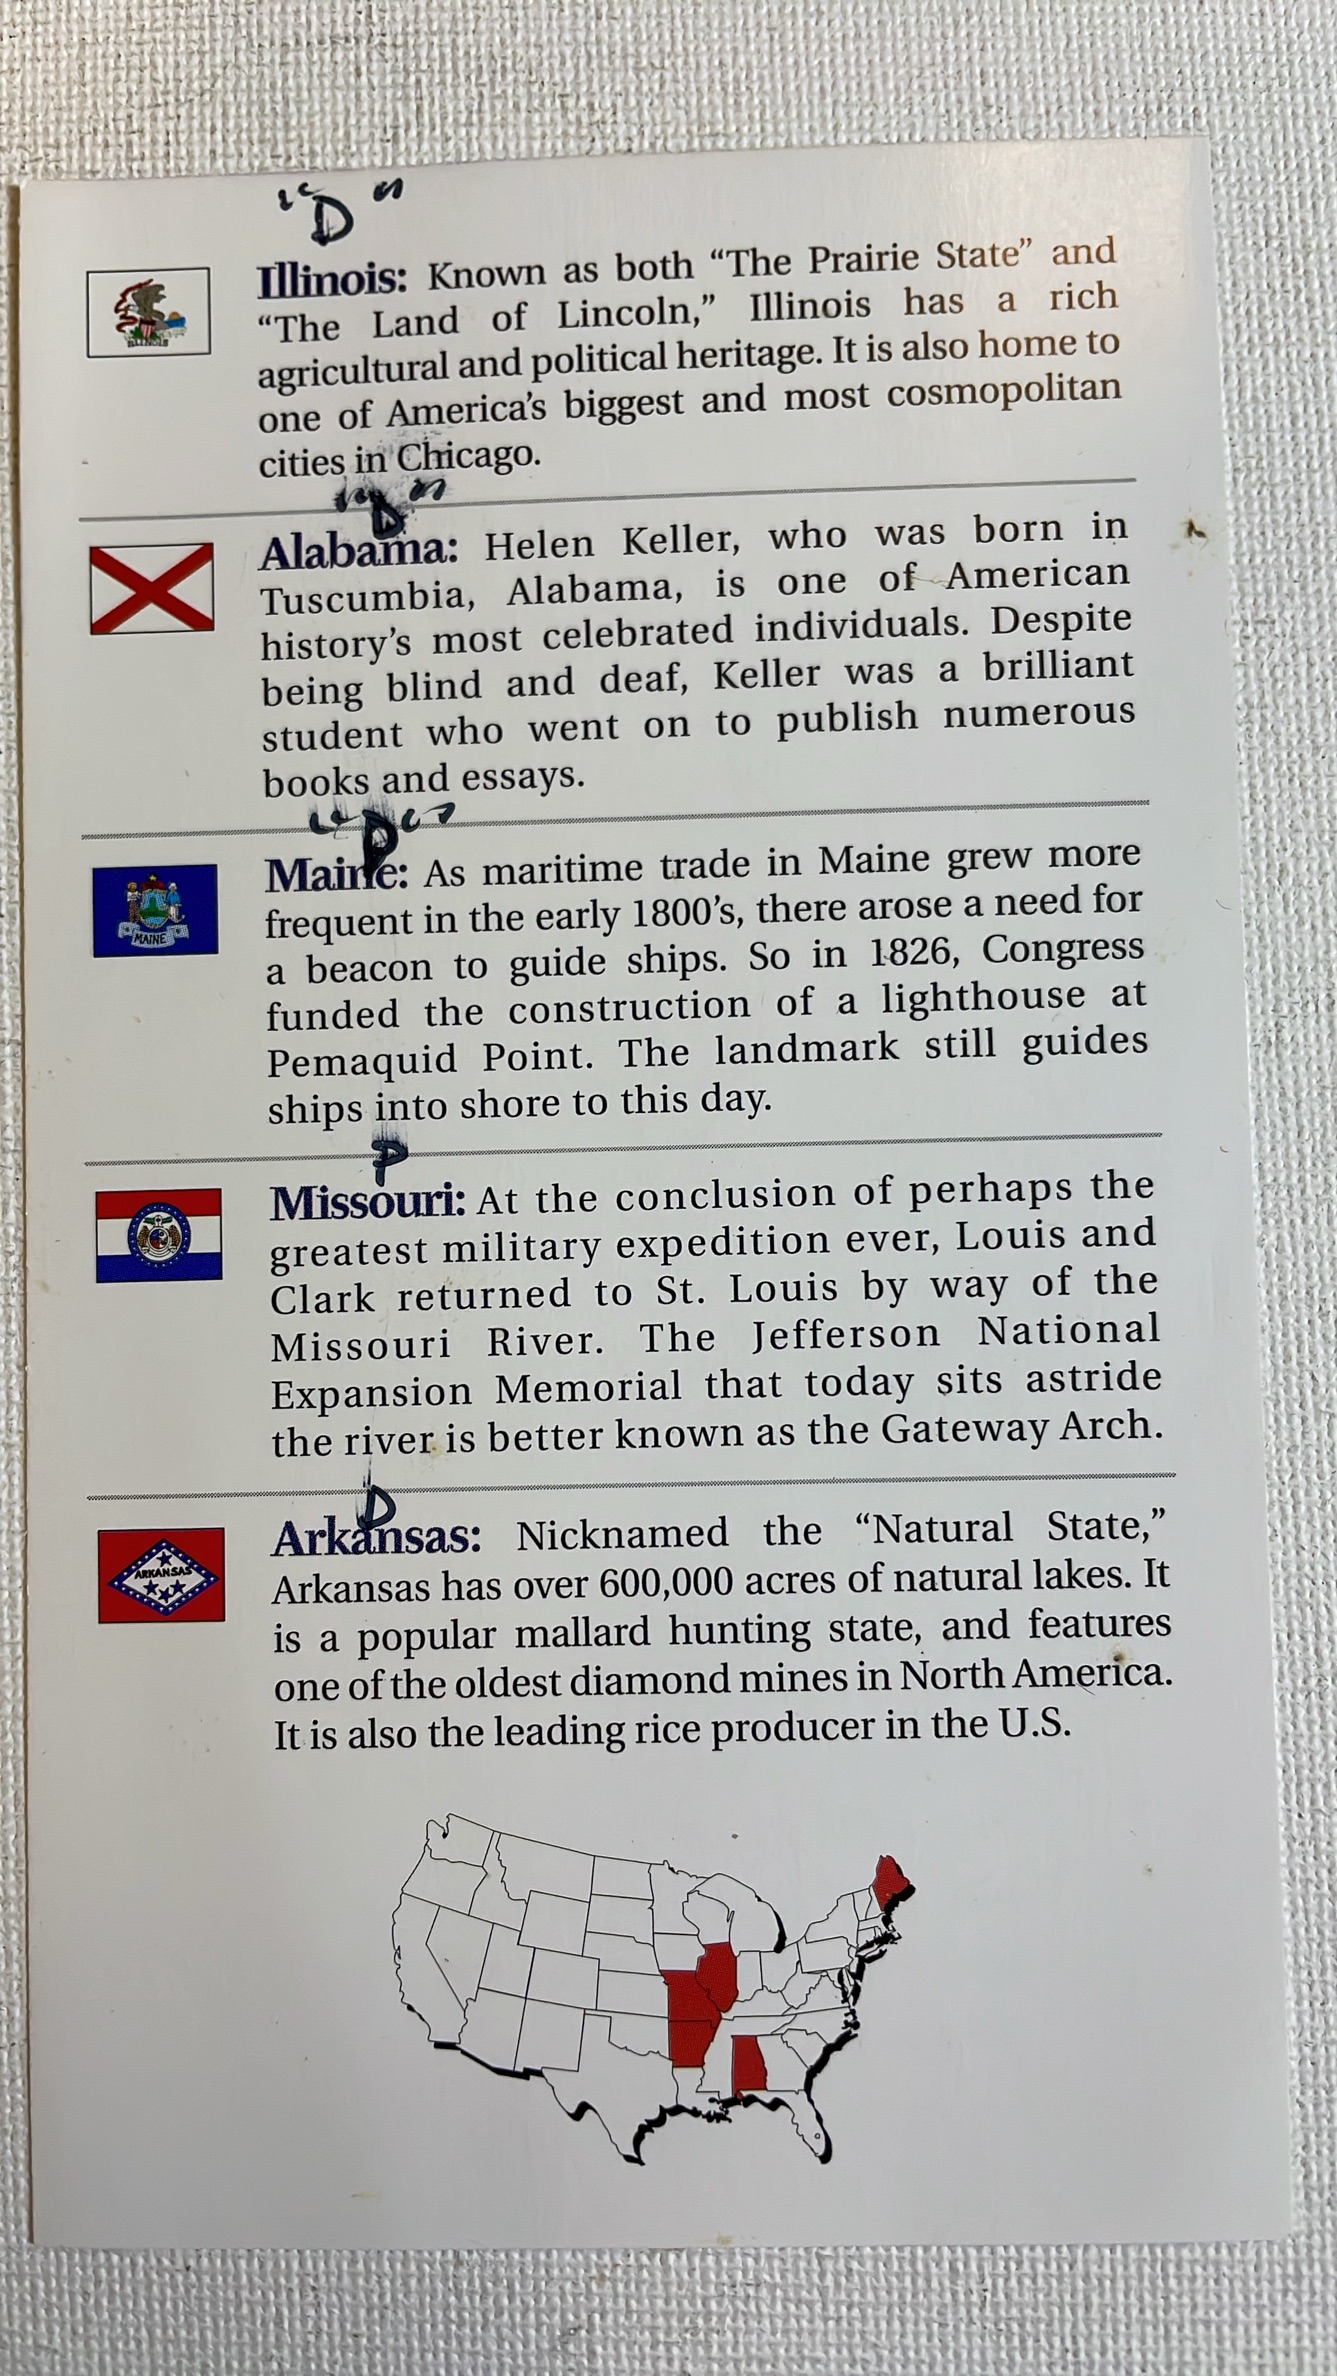 “D”
Illinois: Known as both “The Prairie State” and
“The Land of Lincoln,” Illinois has a rich
agricultural and political heritage. It is also home to
one of America’s biggest and most cosmopolitan
cities in Chicago.
ILLINOIS
“D”
Alabama: Helen Keller, who was born in
Tuscumbia, Alabama, is one of American
history’s most celebrated individuals. Despite
being blind and deaf, Keller was a brilliant
student who went on to publish numerous
books and essays.
“P”
Maine: As maritime trade in Maine grew more
frequent in the early 1800’s, there arose a need for
a beacon to guide ships. So in 1826, Congress
funded the construction of a lighthouse at
Pemaquid Point. The landmark still guides
ships into shore to this day.
MAINE
P
Missouri: At the conclusion of perhaps the
greatest military expedition ever, Louis and
Clark returned to St. Louis by way of the
Missouri River. The Jefferson National
Expansion Memorial that today sits astride
the river is better known as the Gateway Arch.
D
Arkansas: Nicknamed the “Natural State,”
Arkansas has over 600,000 acres of natural lakes. It
is a popular mallard hunting state, and features
one of the oldest diamond mines in North America.
It is also the leading rice producer in the U.S.
ARKANSAS